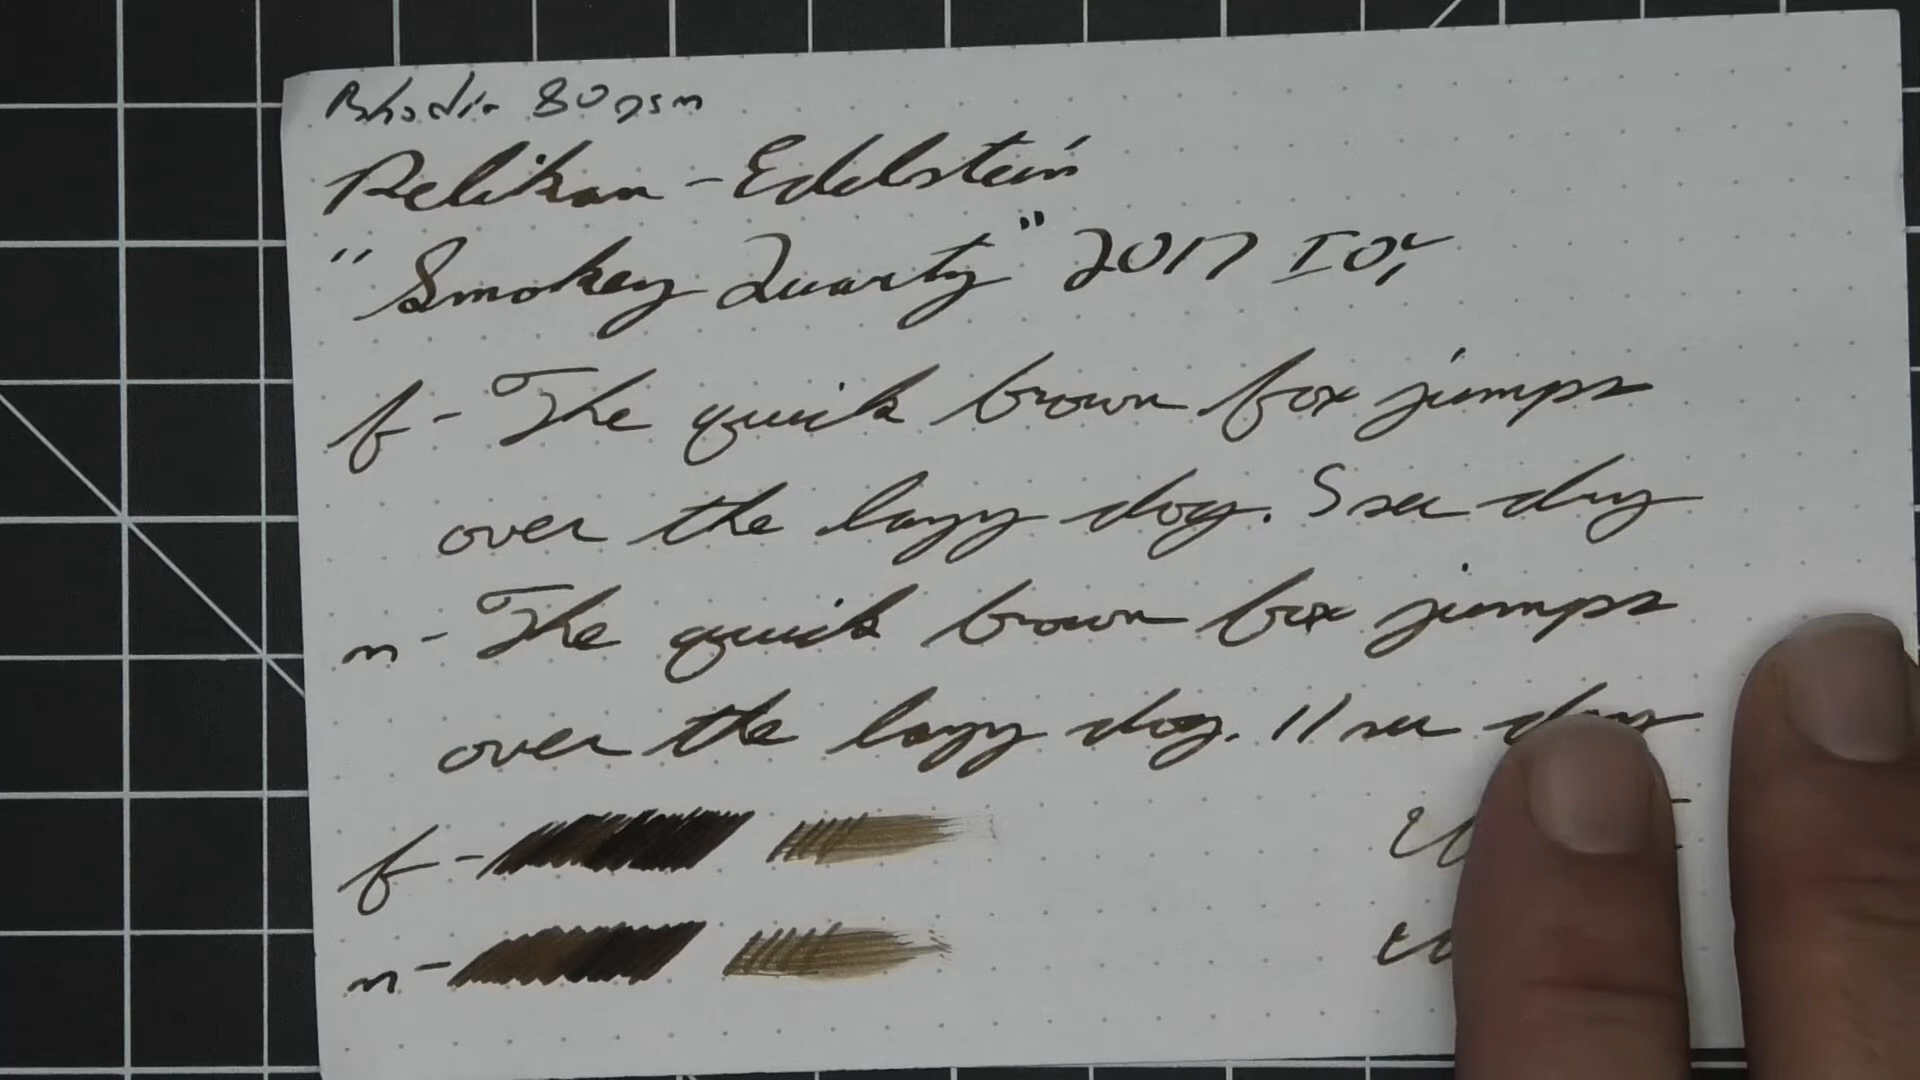 Rhodia 80gsm
Pelikan - Edelstein
"Smokey Quartz" 2017 IOY
f - The quick brown fox jumps
over the lazy dog. 5 sec dry
m - The quick brown fox jumps
over the lazy dog. 11 sec dry
f -
m -